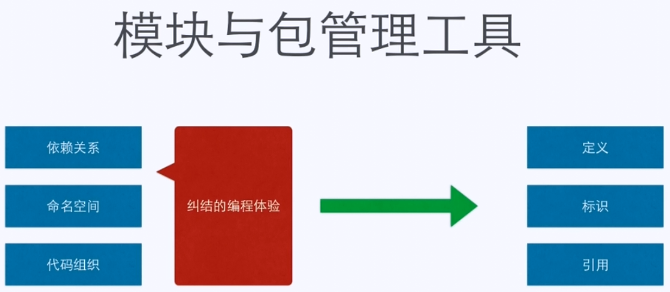 模块与包管理工具
依赖关系
命名空间
代码组织
纠结的编程体验
定义
标识
引用